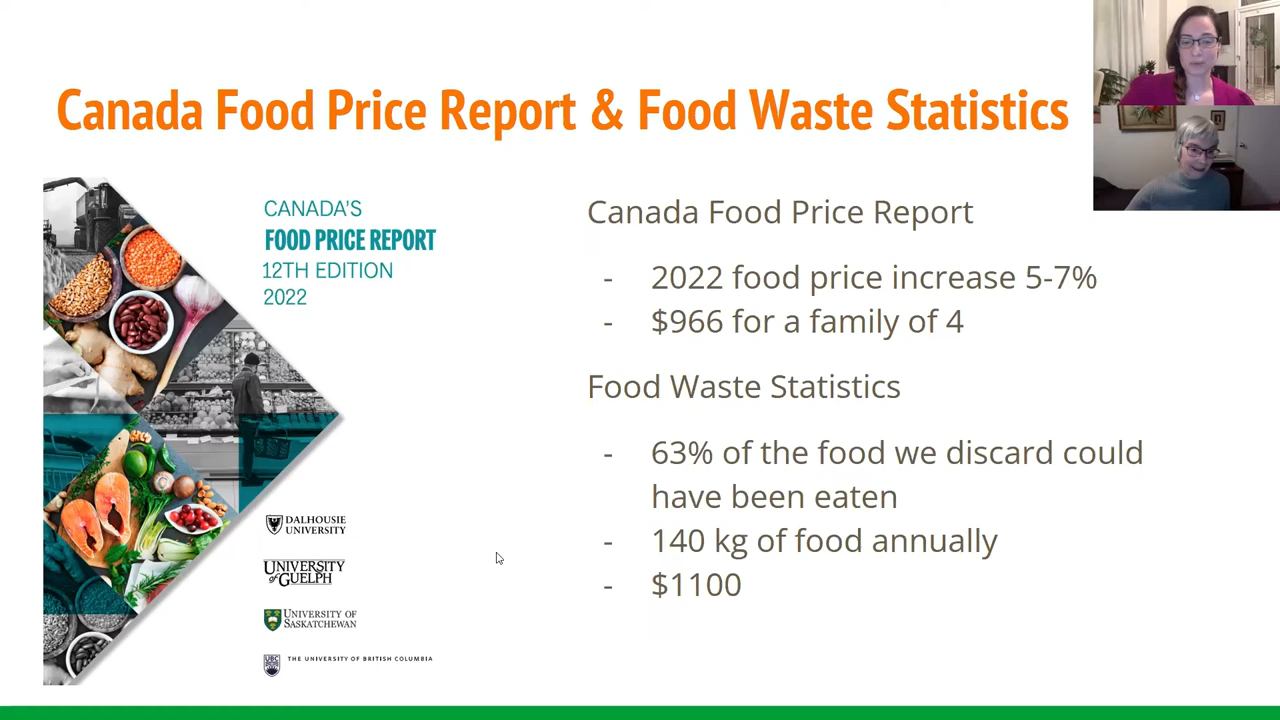 Canada Food Price Report & Food Waste Statistics
CANADA'S
FOOD PRICE REPORT
12TH EDITION
2022
DALHOUSIE
UNIVERSITY
UNIVERSITY
of GUELPH
UNIVERSITY OF
SASKATCHEWAN
UBC
THE UNIVERSITY OF BRITISH COLUMBIA
Canada Food Price Report
- 2022 food price increase 5-7%
- $966 for a family of 4
Food Waste Statistics
- 63% of the food we discard could
have been eaten
- 140 kg of food annually
- $1100